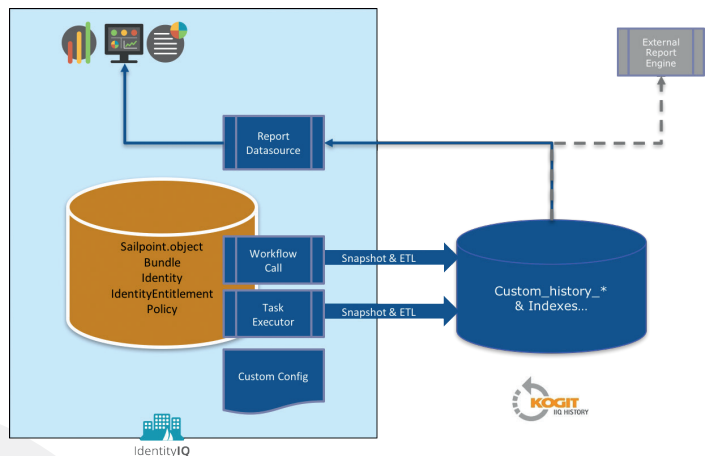 External
Report
Engine
Report
Datasource
Sailpoint.object
Bundle
Identity
IdentityEntitlement
Policy
Workflow
Call
Snapshot & ETL
Task
Executor
Snapshot & ETL
Custom_history_*
& Indexes...
Custom Config
KOGIT
IIQ HISTORY
IdentityIQ